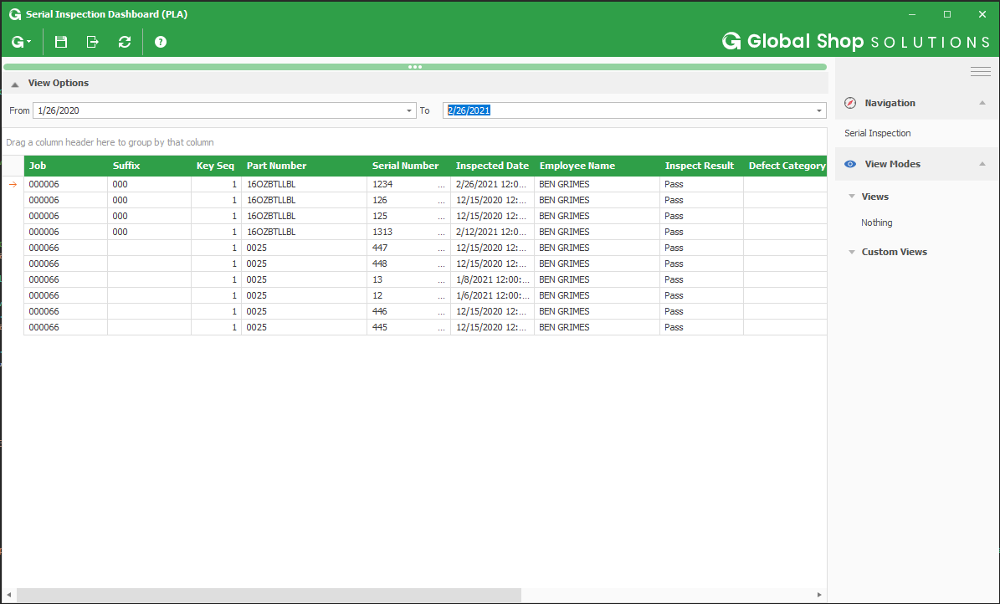 Serial Inspection Dashboard (PLA)
Global Shop SOLUTIONS
View Options
From 1/26/2020 To 2/26/2021
Drag a column header here to group by that column
Job Suffix Key Seq Part Number Serial Number Inspected Date Employee Name Inspect Result Defect Category
000006 000 1 16OZBTLLBL 1234 ... 2/26/2021 12:0... BEN GRIMES Pass
000006 000 1 16OZBTLLBL 126 ... 12/15/2020 12:... BEN GRIMES Pass
000006 000 1 16OZBTLLBL 125 ... 12/15/2020 12:... BEN GRIMES Pass
000006 000 1 16OZBTLLBL 1313 ... 2/12/2021 12:0... BEN GRIMES Pass
000066 1 0025 447 ... 12/15/2020 12:... BEN GRIMES Pass
000066 1 0025 448 ... 12/15/2020 12:... BEN GRIMES Pass
000066 1 0025 13 ... 1/8/2021 12:00:... BEN GRIMES Pass
000066 1 0025 12 ... 1/6/2021 12:00:... BEN GRIMES Pass
000066 1 0025 446 ... 12/15/2020 12:... BEN GRIMES Pass
000066 1 0025 445 ... 12/15/2020 12:... BEN GRIMES Pass
Navigation
Serial Inspection
View Modes
Views
Nothing
Custom Views